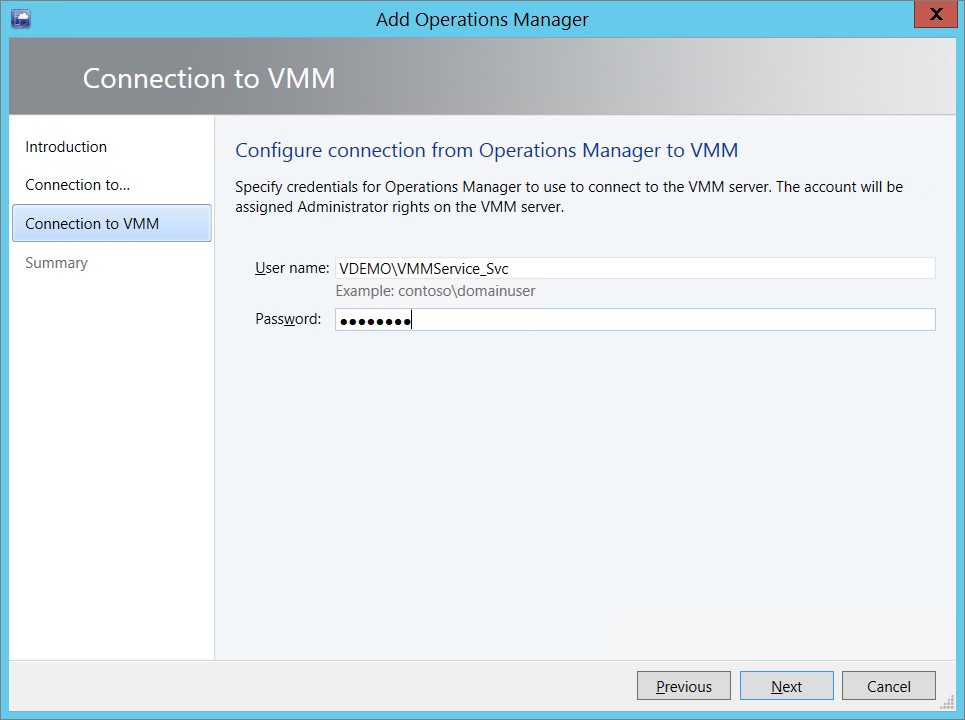 Add Operations Manager
X
Connection to VMM
Introduction
Connection to...
Connection to VMM
Summary
Configure connection from Operations Manager to VMM
Specify credentials for Operations Manager to use to connect to the VMM server. The account will be
assigned Administrator rights on the VMM server.
User name: VDEMO\VMMService_Svc
Example: contoso\domainuser
Password: ●●●●●●●●
Previous Next Cancel